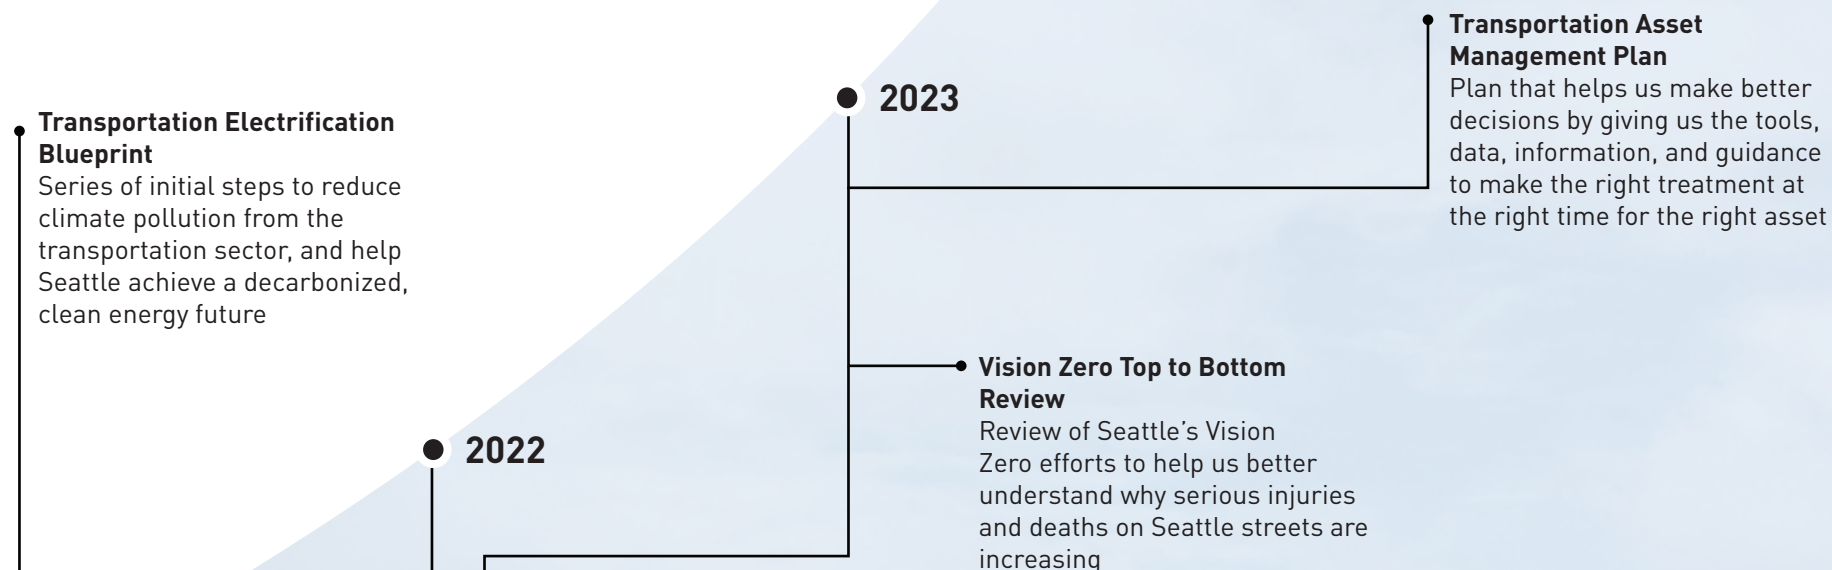 Transportation Electrification
Blueprint
Series of initial steps to reduce
climate pollution from the
transportation sector, and help
Seattle achieve a decarbonized,
clean energy future
2022
2023
Transportation Asset
Management Plan
Plan that helps us make better
decisions by giving us the tools,
data, information, and guidance
to make the right treatment at
the right time for the right asset
Vision Zero Top to Bottom
Review
Review of Seattle’s Vision
Zero efforts to help us better
understand why serious injuries
and deaths on Seattle streets are
increasing